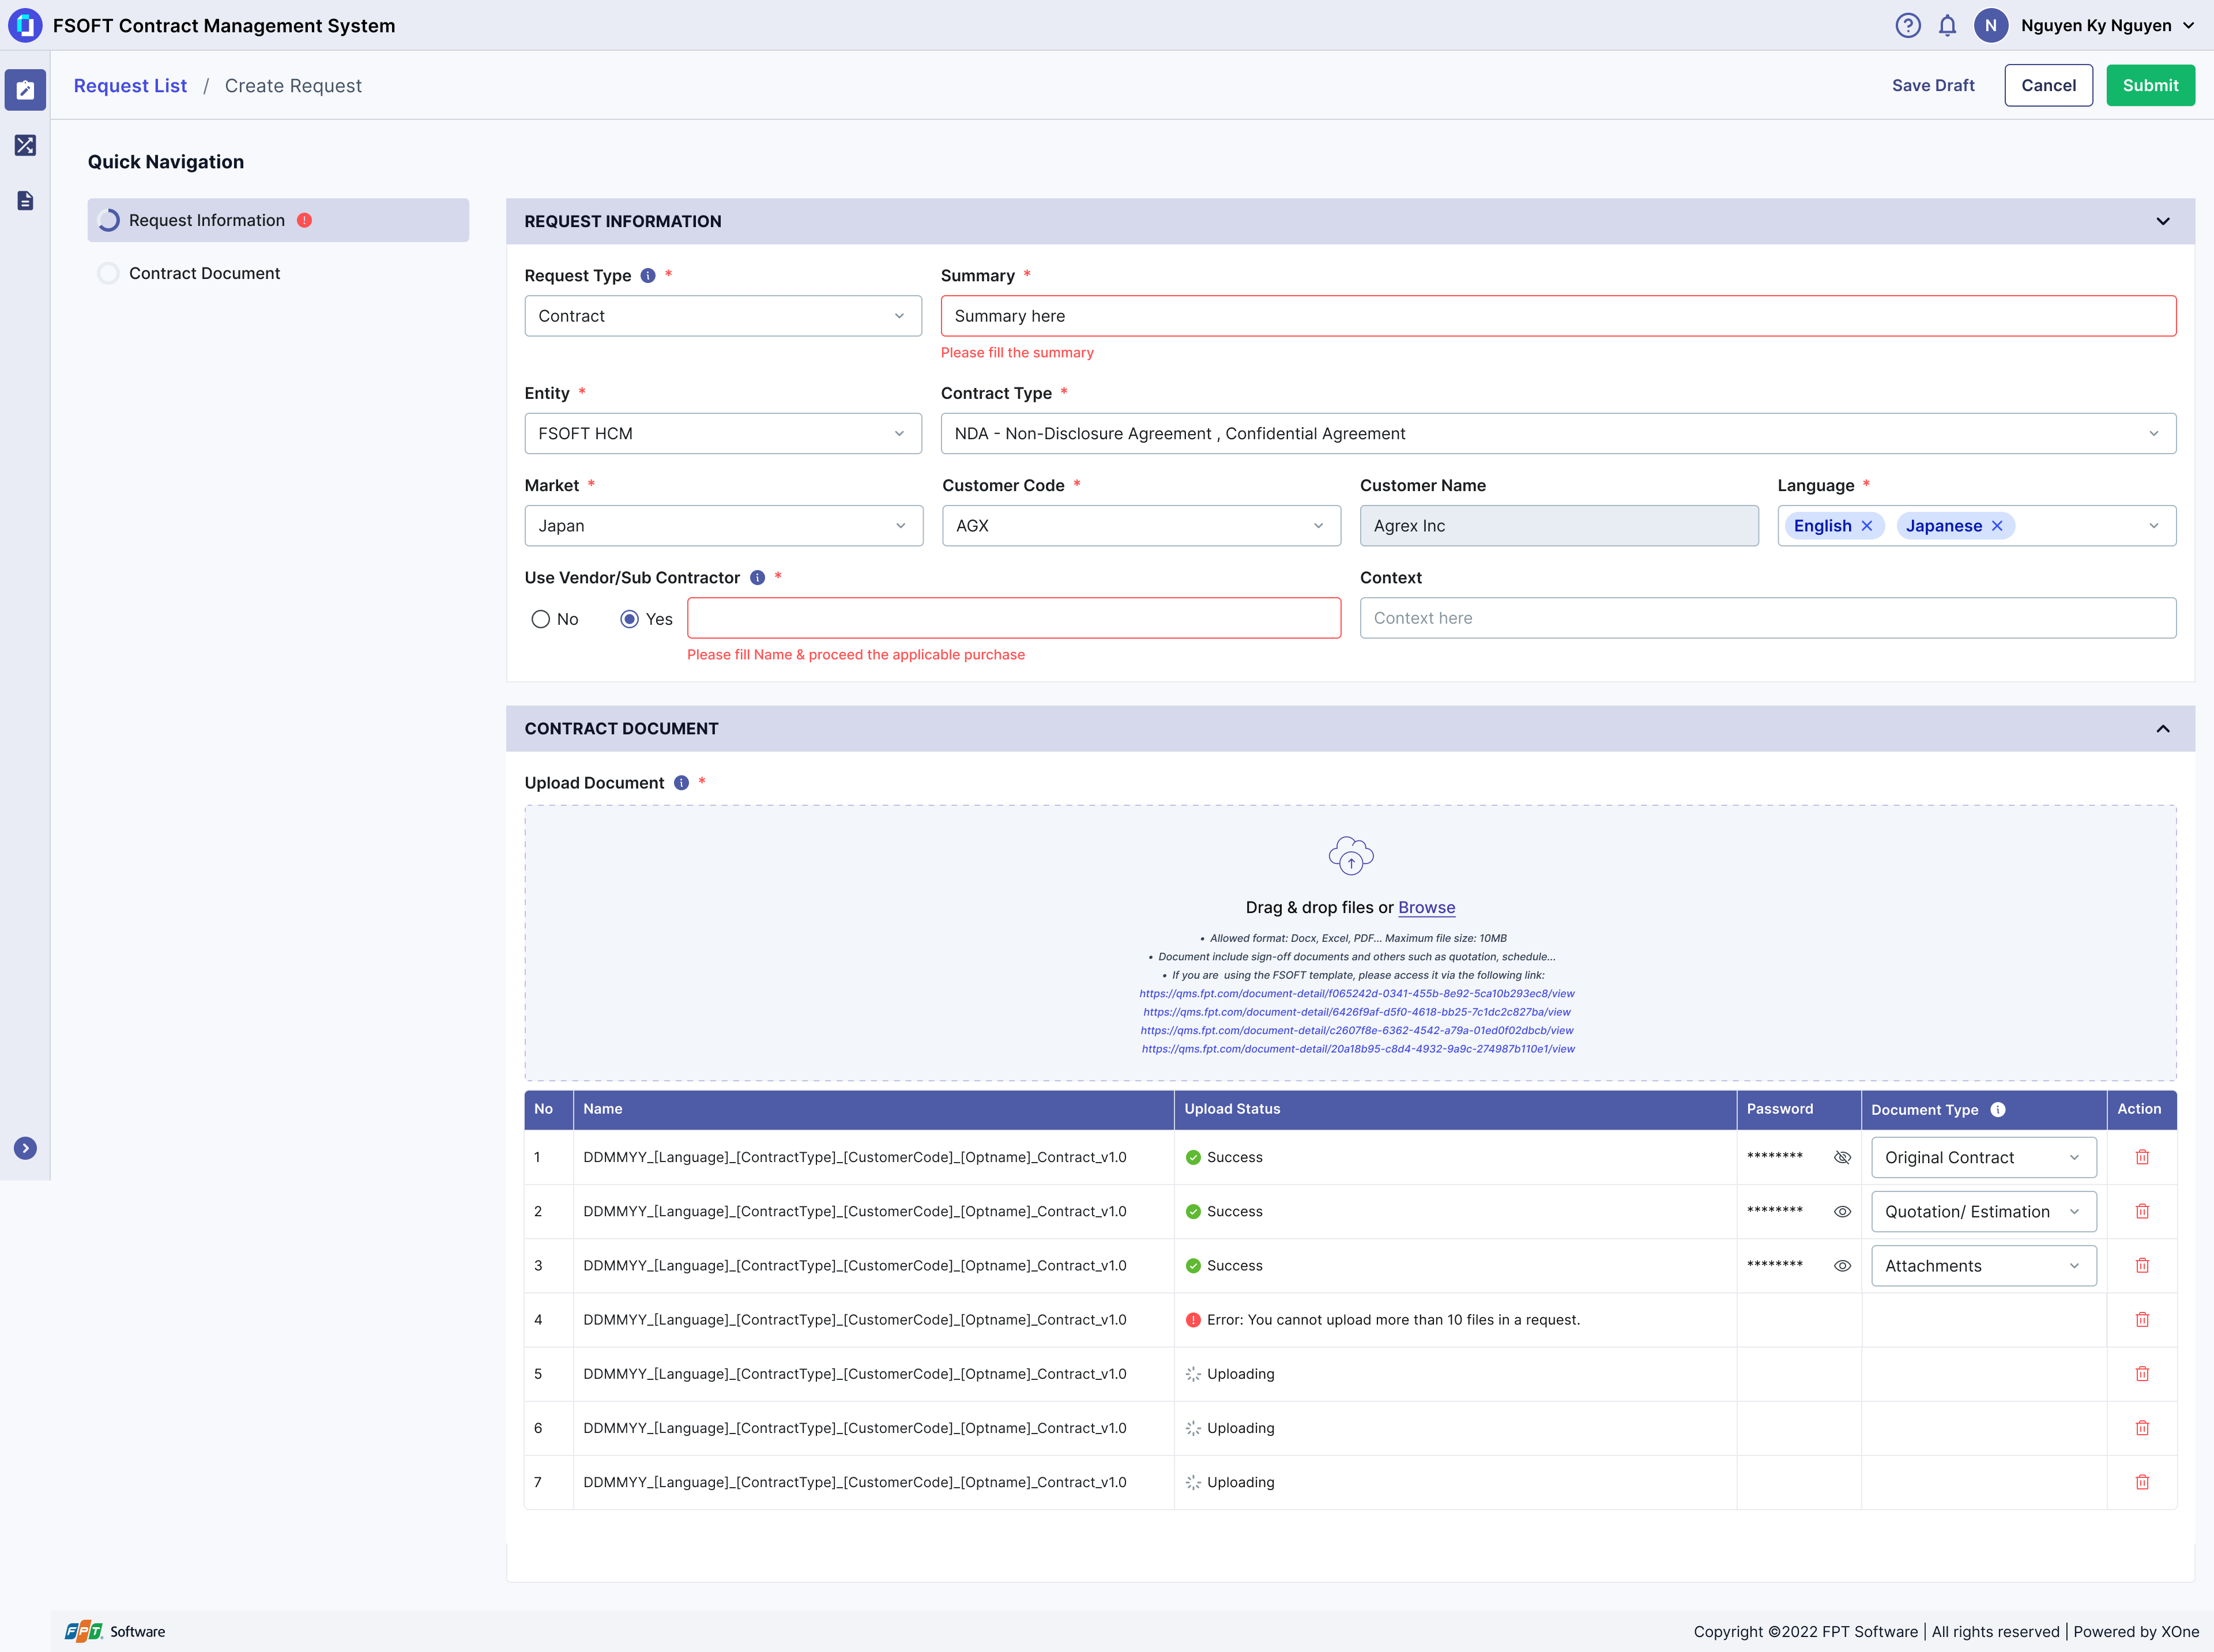 FSOFT Contract Management System
N
Nguyen Ky Nguyen
Request List / Create Request
Save Draft
Cancel
Submit
Quick Navigation
Request Information
Contract Document
REQUEST INFORMATION
Request Type *
Summary *
Contract
Summary here
Please fill the summary
Entity *
Contract Type *
FSOFT HCM
NDA - Non-Disclosure Agreement , Confidential Agreement
Market *
Customer Code *
Customer Name
Language *
Japan
AGX
Agrex Inc
English
Japanese
Use Vendor/Sub Contractor *
Context
No
Yes
Context here
Please fill Name & proceed the applicable purchase
CONTRACT DOCUMENT
Upload Document *
Drag & drop files or Browse
• Allowed format: Docx, Excel, PDF... Maximum file size: 10MB
• Document include sign-off documents and others such as quotation, schedule...
• If you are using the FSOFT template, please access it via the following link:
https://qms.fpt.com/document-detail/f065242d-0341-455b-8e92-5ca10b293ec8/view
https://qms.fpt.com/document-detail/6426f9af-d5f0-4618-bb25-7c1dc2c827ba/view
https://qms.fpt.com/document-detail/c2607f8e-6362-4542-a79a-01ed0f02dbcb/view
https://qms.fpt.com/document-detail/20a18b95-c8d4-4932-9a9c-274987b110e1/view
No Name Upload Status Password Document Type Action
1 DDMMYY_[Language]_[ContractType]_[CustomerCode]_[Optname]_Contract_v1.0 Success ******** Original Contract
2 DDMMYY_[Language]_[ContractType]_[CustomerCode]_[Optname]_Contract_v1.0 Success ******** Quotation/ Estimation
3 DDMMYY_[Language]_[ContractType]_[CustomerCode]_[Optname]_Contract_v1.0 Success ******** Attachments
4 DDMMYY_[Language]_[ContractType]_[CustomerCode]_[Optname]_Contract_v1.0 Error: You cannot upload more than 10 files in a request.
5 DDMMYY_[Language]_[ContractType]_[CustomerCode]_[Optname]_Contract_v1.0 Uploading
6 DDMMYY_[Language]_[ContractType]_[CustomerCode]_[Optname]_Contract_v1.0 Uploading
7 DDMMYY_[Language]_[ContractType]_[CustomerCode]_[Optname]_Contract_v1.0 Uploading
FPT Software
Copyright ©2022 FPT Software | All rights reserved | Powered by XOne